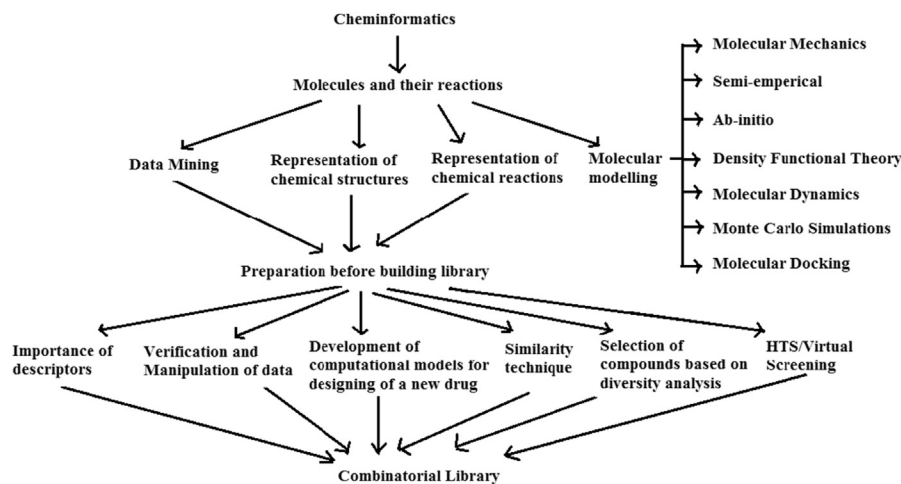 Cheminformatics
Molecules and their reactions
Data Mining
Representation of
chemical structures
Representation of
chemical reactions
Molecular
modelling
Molecular Mechanics
Semi-emperical
Ab-initio
Density Functional Theory
Molecular Dynamics
Monte Carlo Simulations
Molecular Docking
Preparation before building library
Importance of
descriptors
Verification and
Manipulation of data
Development of
computational models for
designing of a new drug
Similarity
technique
Selection of
compounds based on
diversity analysis
HTS/Virtual
Screening
Combinatorial Library